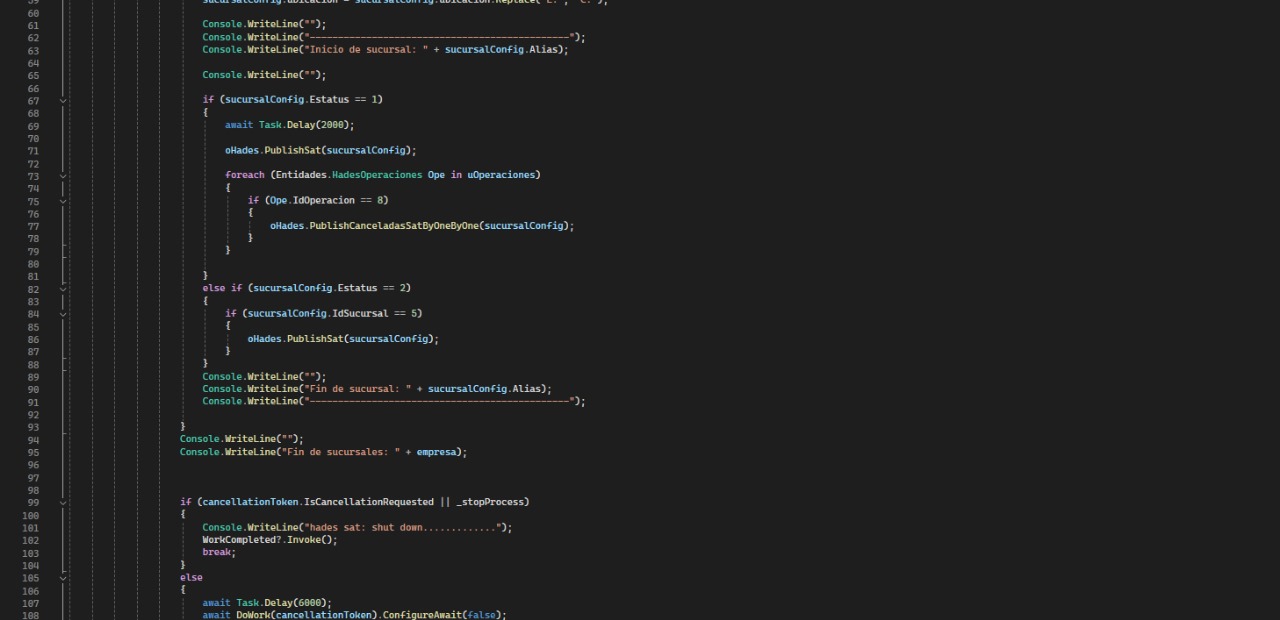 59 sucursalConfig.Ubicacion = sucursalConfig.Ubicacion.Replace("E:", "C:");
60
61 Console.WriteLine("");
62 Console.WriteLine("----------------------------------------------");
63 Console.WriteLine("Inicio de sucursal: " + sucursalConfig.Alias);
64
65 Console.WriteLine("");
66
67 if (sucursalConfig.Estatus == 1)
68 {
69 await Task.Delay(2000);
70
71 oHades.PublishSat(sucursalConfig);
72
73 foreach (Entidades.HadesOperaciones Ope in uOperaciones)
74 {
75 if (Ope.IdOperacion == 8)
76 {
77 oHades.PublishCanceladasSatByOneByOne(sucursalConfig);
78 }
79 }
80
81 }
82 else if (sucursalConfig.Estatus == 2)
83 {
84 if (sucursalConfig.IdSucursal == 5)
85 {
86 oHades.PublishSat(sucursalConfig);
87 }
88 }
89 Console.WriteLine("");
90 Console.WriteLine("Fin de sucursal: " + sucursalConfig.Alias);
91 Console.WriteLine("----------------------------------------------");
92
93 }
94 Console.WriteLine("");
95 Console.WriteLine("Fin de sucursales: " + empresa);
96
97
98
99 if (cancellationToken.IsCancellationRequested || _stopProcess)
100 {
101 Console.WriteLine("hades sat: shut down.............");
102 WorkCompleted?.Invoke();
103 break;
104 }
105 else
106 {
107 await Task.Delay(6000);
108 await DoWork(cancellationToken).ConfigureAwait(false);